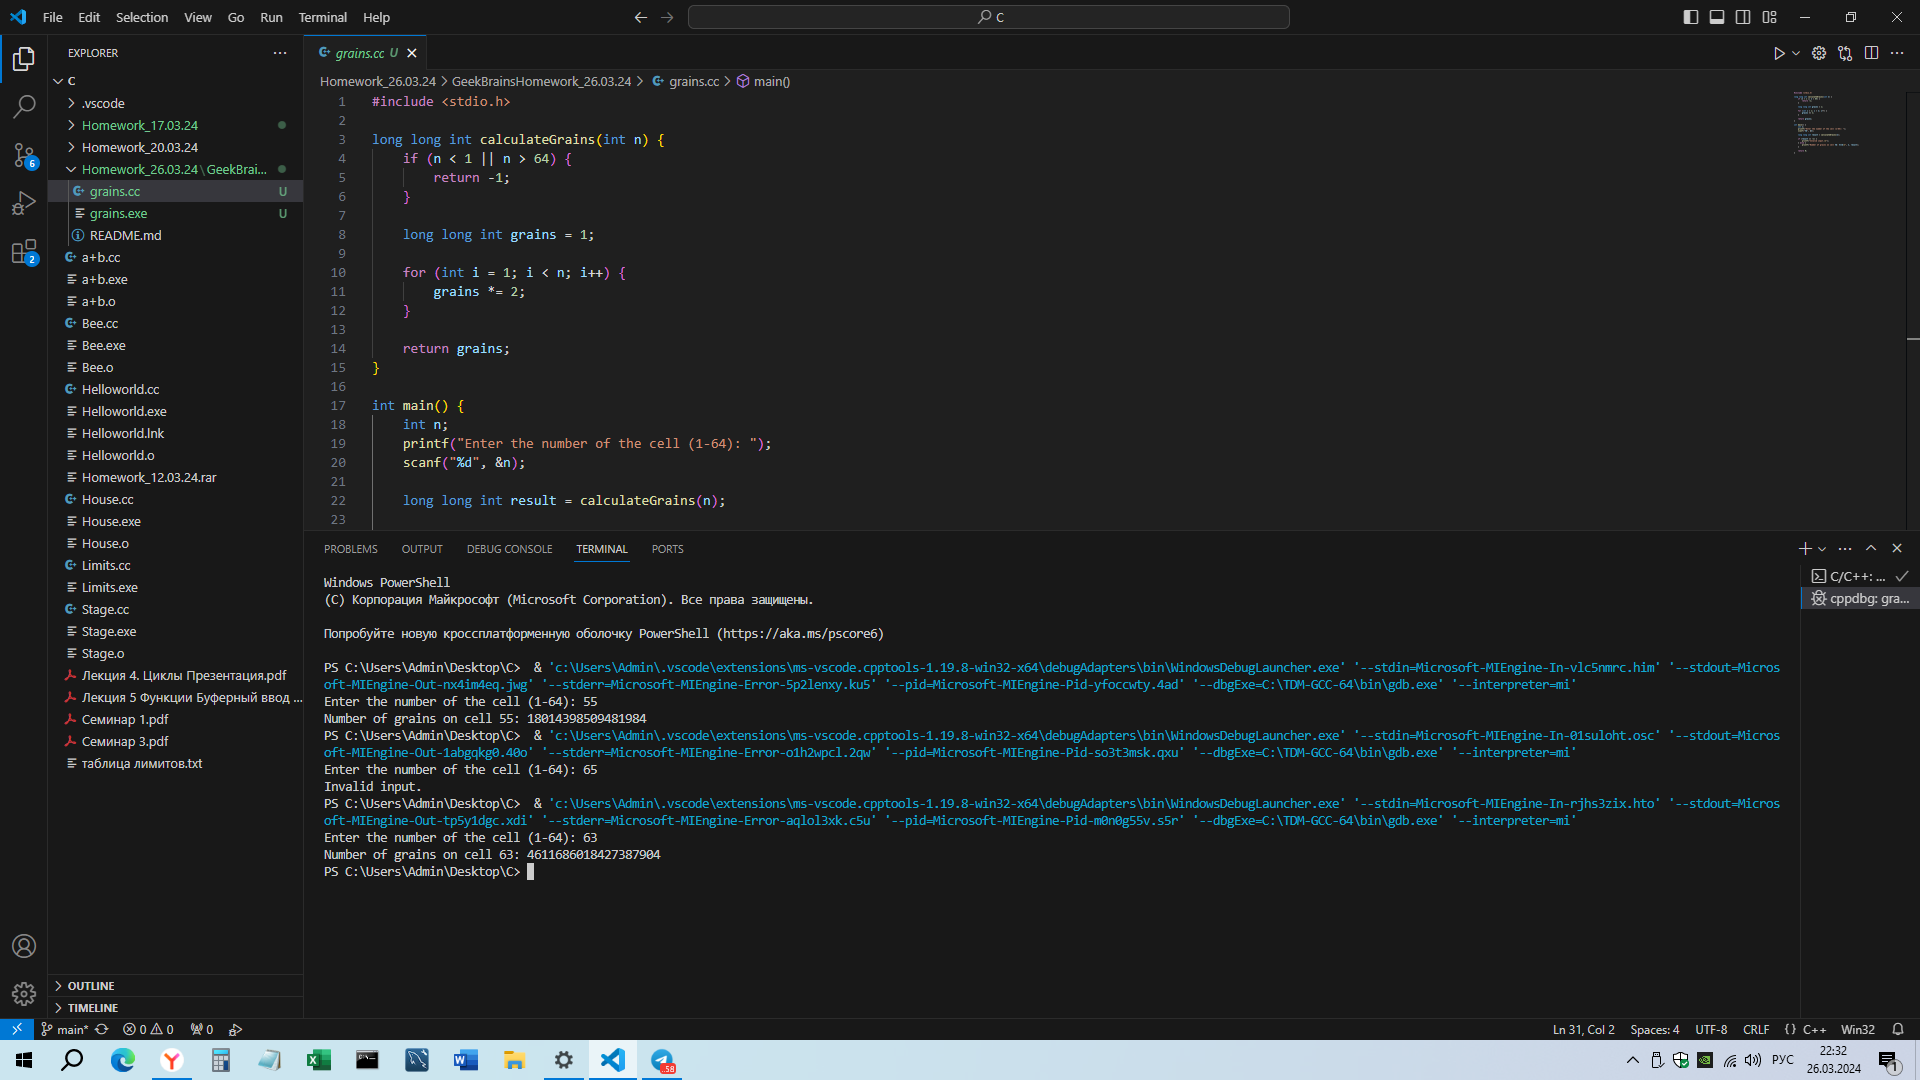 File Edit Selection View Go Run Terminal Help
C
EXPLORER
C
.vscode
Homework_17.03.24
Homework_20.03.24
Homework_26.03.24\GeekBrai...
grains.cc U
grains.exe U
README.md
a+b.cc
a+b.exe
a+b.o
Bee.cc
Bee.exe
Bee.o
Helloworld.cc
Helloworld.exe
Helloworld.lnk
Helloworld.o
Homework_12.03.24.rar
House.cc
House.exe
House.o
Limits.cc
Limits.exe
Stage.cc
Stage.exe
Stage.o
Лекция 4. Циклы Презентация.pdf
Лекция 5 Функции Буферный ввод ...
Семинар 1.pdf
Семинар 3.pdf
таблица лимитов.txt
OUTLINE
TIMELINE
6
2
grains.cc U
Homework_26.03.24 > GeekBrainsHomework_26.03.24 > grains.cc > main()
1 #include <stdio.h>
2
3 long long int calculateGrains(int n) {
4 if (n < 1 || n > 64) {
5 return -1;
6 }
7
8 long long int grains = 1;
9
10 for (int i = 1; i < n; i++) {
11 grains *= 2;
12 }
13
14 return grains;
15 }
16
17 int main() {
18 int n;
19 printf("Enter the number of the cell (1-64): ");
20 scanf("%d", &n);
21
22 long long int result = calculateGrains(n);
23
PROBLEMS OUTPUT DEBUG CONSOLE TERMINAL PORTS
C/C++: ...
cppdbg: gra...
Windows PowerShell
(C) Корпорация Майкрософт (Microsoft Corporation). Все права защищены.
Попробуйте новую кроссплатформенную оболочку PowerShell (https://aka.ms/pscore6)
PS C:\Users\Admin\Desktop\C> & 'c:\Users\Admin\.vscode\extensions\ms-vscode.cpptools-1.19.8-win32-x64\debugAdapters\bin\WindowsDebugLauncher.exe' '--stdin=Microsoft-MIEngine-In-vlc5nmrc.him' '--stdout=Micros
oft-MIEngine-Out-nx4im4eq.jwg' '--stderr=Microsoft-MIEngine-Error-5p2lenxy.ku5' '--pid=Microsoft-MIEngine-Pid-yfoccwty.4ad' '--dbgExe=C:\TDM-GCC-64\bin\gdb.exe' '--interpreter=mi'
Enter the number of the cell (1-64): 55
Number of grains on cell 55: 18014398509481984
PS C:\Users\Admin\Desktop\C> & 'c:\Users\Admin\.vscode\extensions\ms-vscode.cpptools-1.19.8-win32-x64\debugAdapters\bin\WindowsDebugLauncher.exe' '--stdin=Microsoft-MIEngine-In-01suloht.osc' '--stdout=Micros
oft-MIEngine-Out-1abgqkg0.40o' '--stderr=Microsoft-MIEngine-Error-o1h2wpcl.2qw' '--pid=Microsoft-MIEngine-Pid-so3t3msk.qxu' '--dbgExe=C:\TDM-GCC-64\bin\gdb.exe' '--interpreter=mi'
Enter the number of the cell (1-64): 65
Invalid input.
PS C:\Users\Admin\Desktop\C> & 'c:\Users\Admin\.vscode\extensions\ms-vscode.cpptools-1.19.8-win32-x64\debugAdapters\bin\WindowsDebugLauncher.exe' '--stdin=Microsoft-MIEngine-In-rjhs3zix.hto' '--stdout=Micros
oft-MIEngine-Out-tp5y1dgc.xdi' '--stderr=Microsoft-MIEngine-Error-aqlol3xk.c5u' '--pid=Microsoft-MIEngine-Pid-m0n0g55v.s5r' '--dbgExe=C:\TDM-GCC-64\bin\gdb.exe' '--interpreter=mi'
Enter the number of the cell (1-64): 63
Number of grains on cell 63: 4611686018427387904
PS C:\Users\Admin\Desktop\C>
main* 0 0 0 Ln 31, Col 2 Spaces: 4 UTF-8 CRLF {} C++ Win32
РУС
22:32
26.03.2024
1